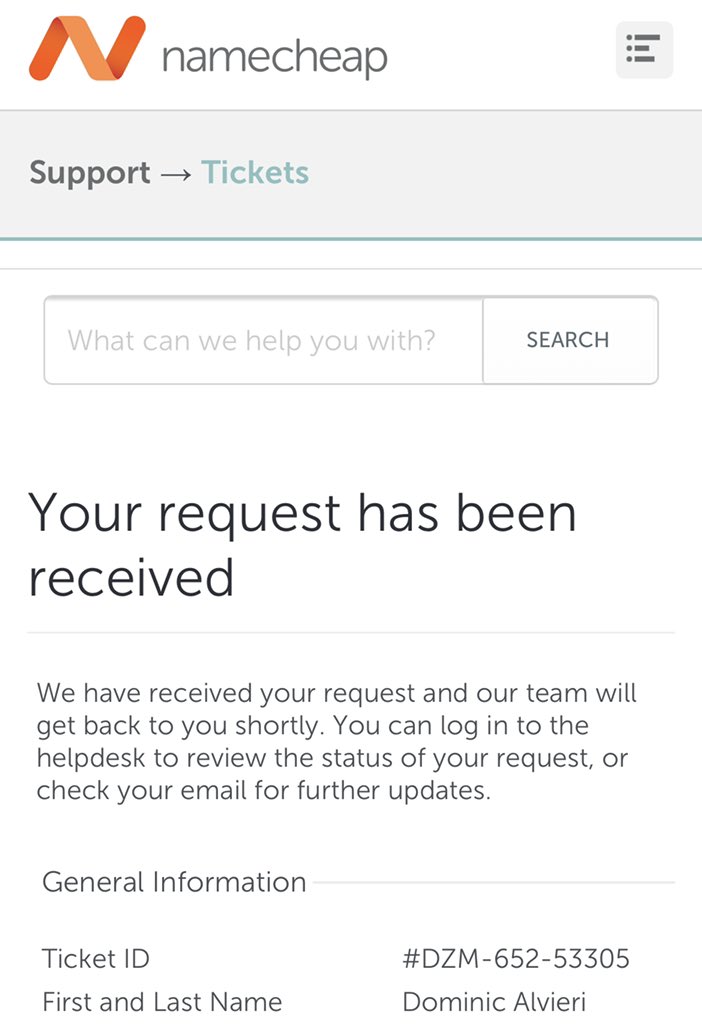 namecheap
Support → Tickets
What can we help you with? SEARCH
Your request has been
received
We have received your request and our team will
get back to you shortly. You can log in to the
helpdesk to review the status of your request, or
check your email for further updates.
General Information
Ticket ID #DZM-652-53305
First and Last Name Dominic Alvieri